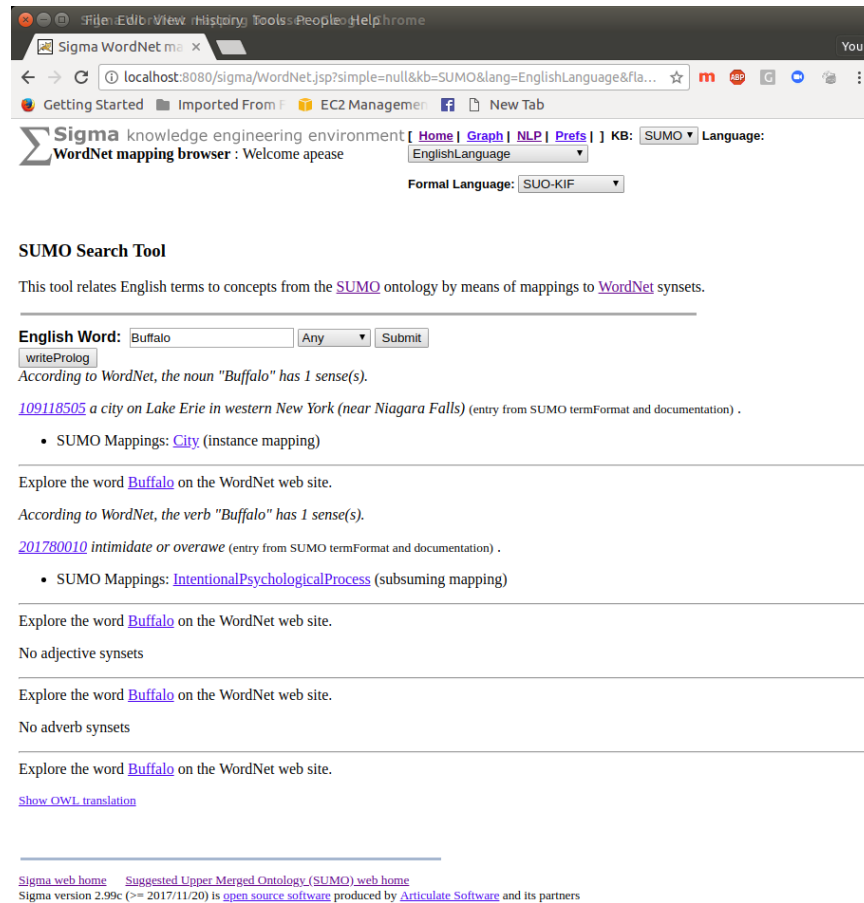 File Edit View History Tools People Help
Sigma WordNet ma ×
You
localhost:8080/sigma/WordNet.jsp?simple=null&kb=SUMO&lang=EnglishLanguage&fla...
Getting Started Imported From F EC2 Managemen New Tab
Sigma knowledge engineering environment [ Home | Graph | NLP | Prefs | ] KB: SUMO Language:
WordNet mapping browser : Welcome apease EnglishLanguage
Formal Language: SUO-KIF
SUMO Search Tool
This tool relates English terms to concepts from the SUMO ontology by means of mappings to WordNet synsets.
English Word: Buffalo Any Submit
writeProlog
According to WordNet, the noun "Buffalo" has 1 sense(s).
109118505 a city on Lake Erie in western New York (near Niagara Falls) (entry from SUMO termFormat and documentation) .
• SUMO Mappings: City (instance mapping)
Explore the word Buffalo on the WordNet web site.
According to WordNet, the verb "Buffalo" has 1 sense(s).
201780010 intimidate or overawe (entry from SUMO termFormat and documentation) .
• SUMO Mappings: IntentionalPsychologicalProcess (subsuming mapping)
Explore the word Buffalo on the WordNet web site.
No adjective synsets
Explore the word Buffalo on the WordNet web site.
No adverb synsets
Explore the word Buffalo on the WordNet web site.
Show OWL translation
Sigma web home Suggested Upper Merged Ontology (SUMO) web home
Sigma version 2.99c (>= 2017/11/20) is open source software produced by Articulate Software and its partners